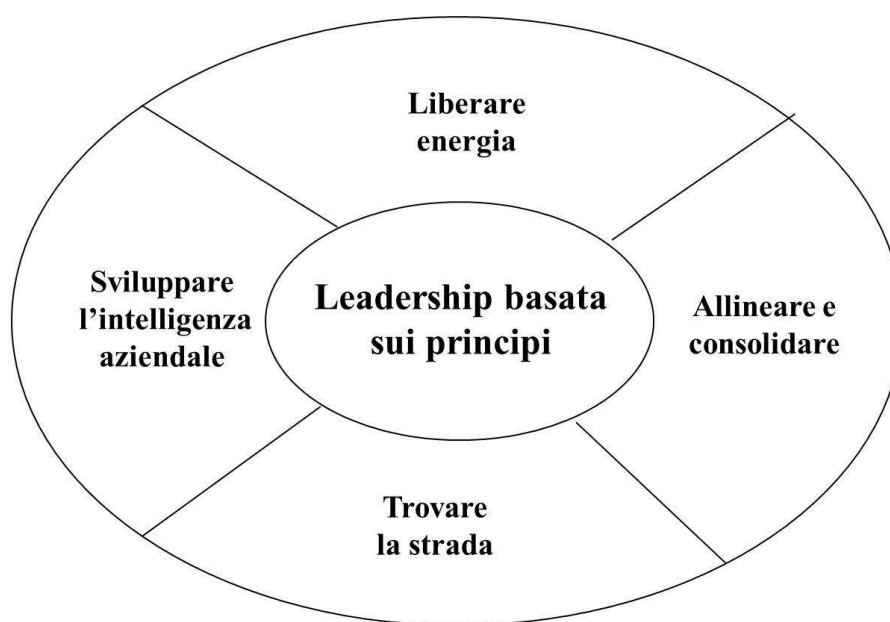 Liberare
energia
Sviluppare
l’intelligenza
aziendale
Leadership basata
sui principi
Allineare e
consolidare
Trovare
la strada